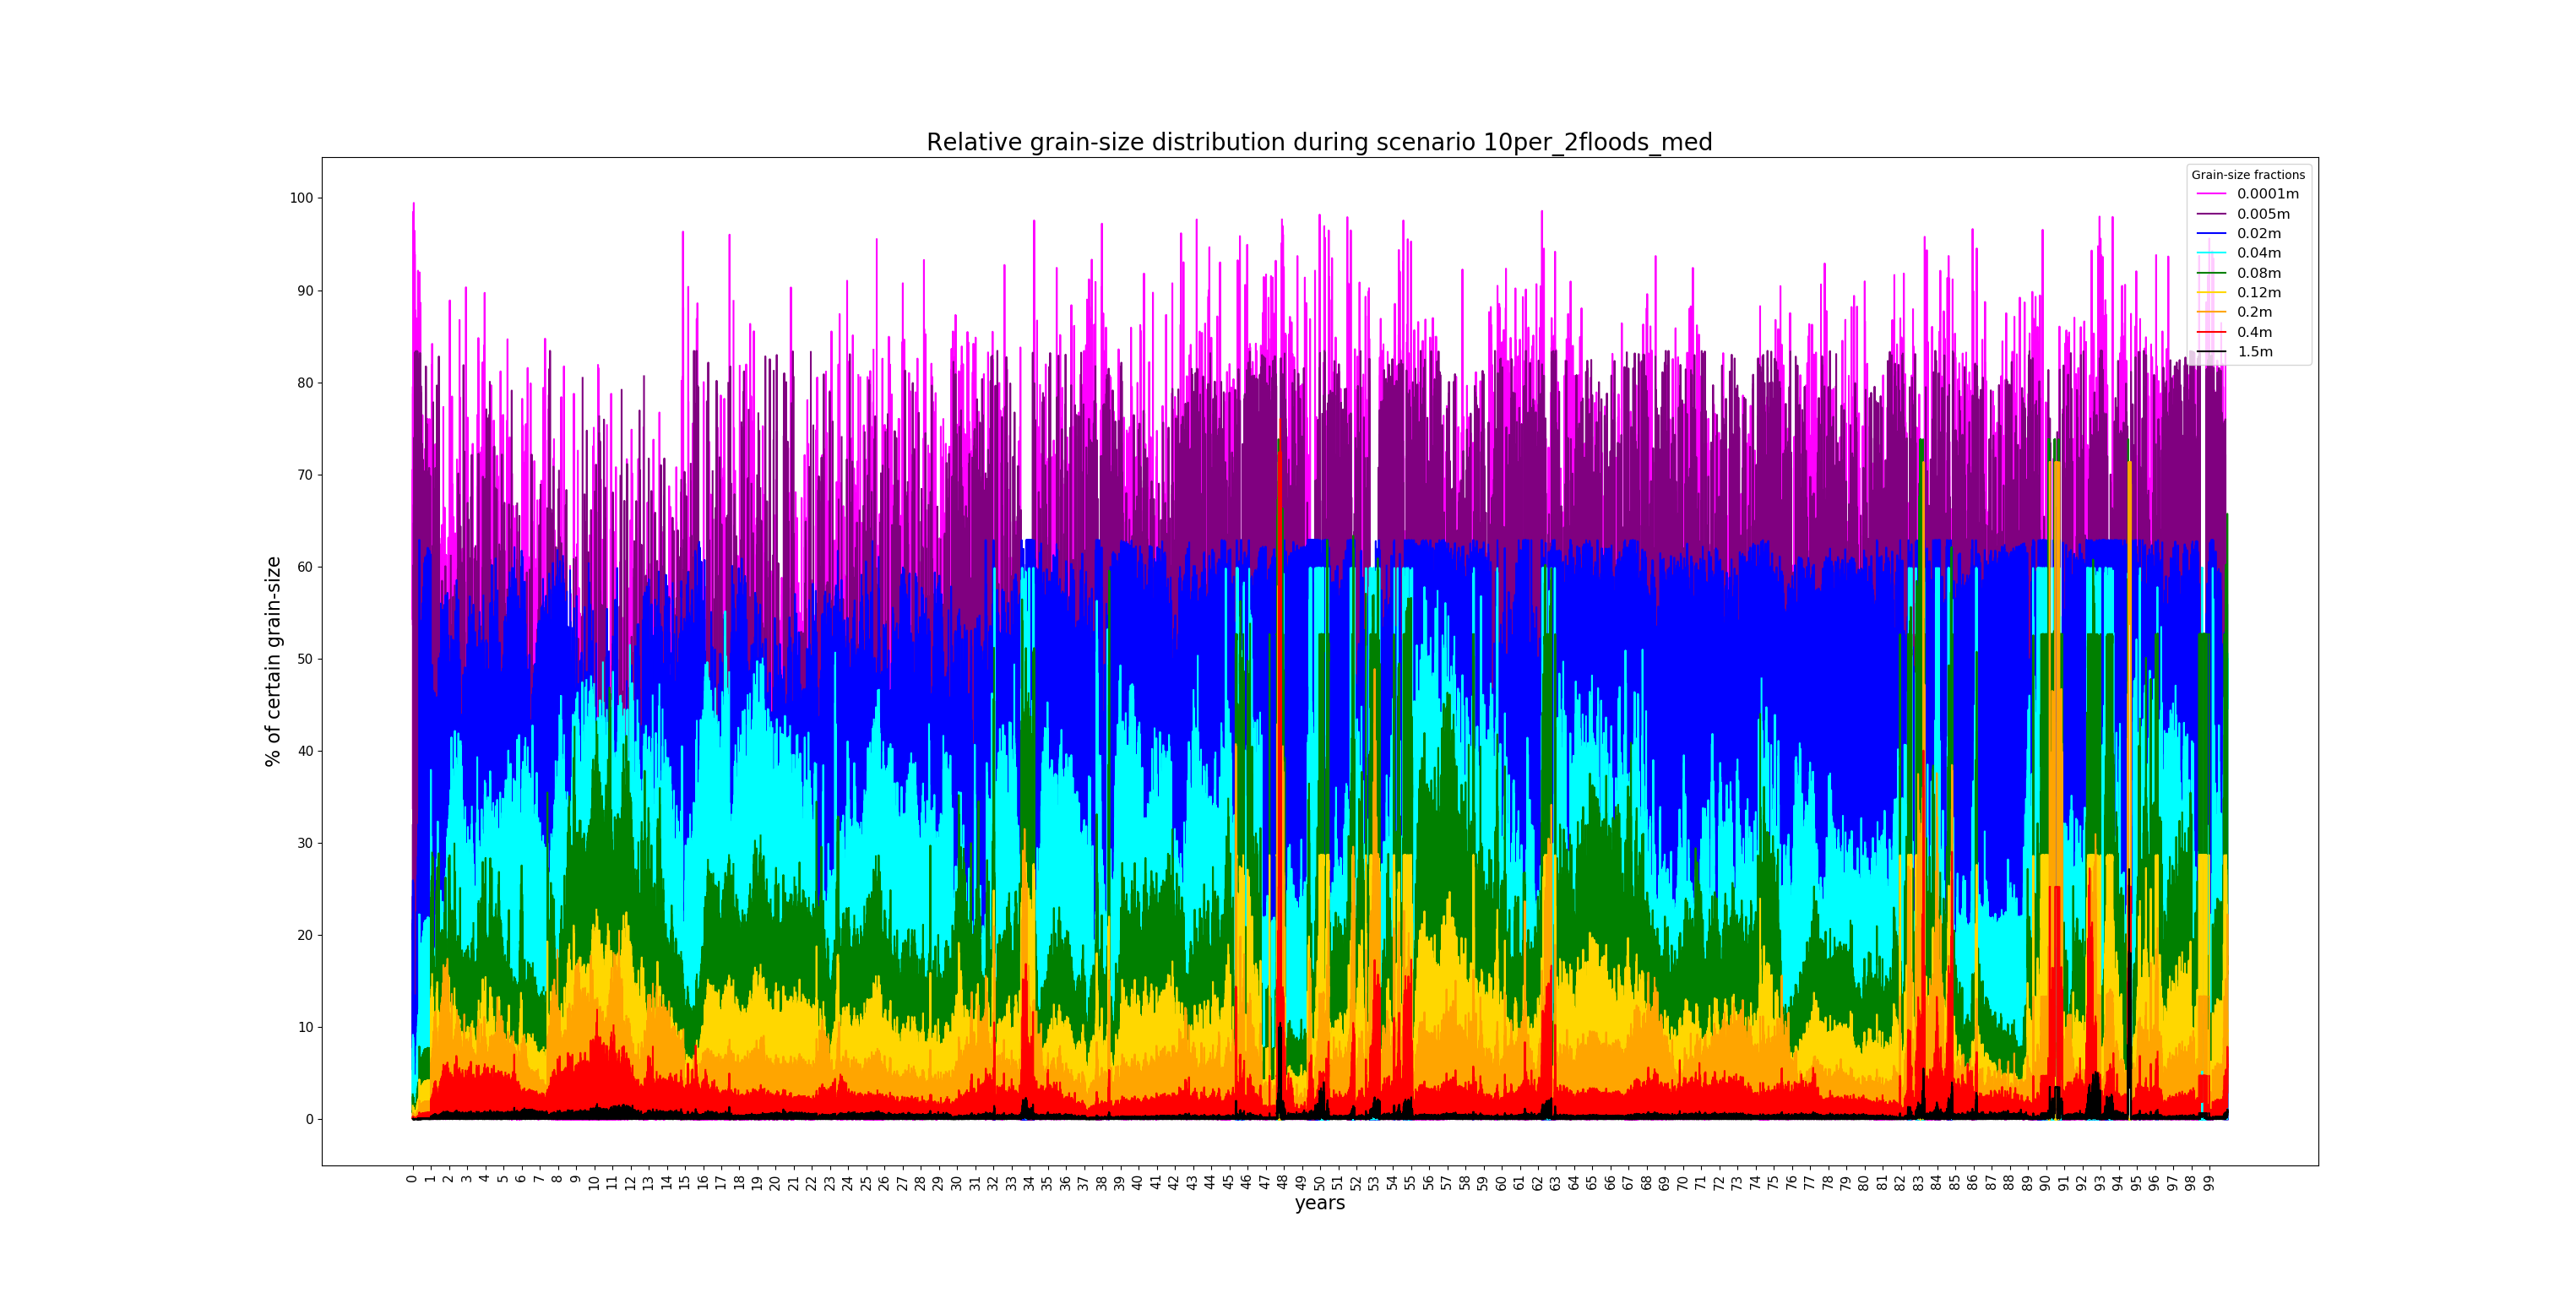 Relative grain-size distribution during scenario 10per_2floods_med
Grain-size fractions
0.0001m
0.005m
0.02m
0.04m
0.08m
0.12m
0.2m
0.4m
1.5m
% of certain grain-size
100
90
80
70
60
50
40
30
20
10
0
0 1 2 3 4 5 6 7 8 9 10 11 12 13 14 15 16 17 18 19 20 21 22 23 24 25 26 27 28 29 30 31 32 33 34 35 36 37 38 39 40 41 42 43 44 45 46 47 48 49 50 51 52 53 54 55 56 57 58 59 60 61 62 63 64 65 66 67 68 69 70 71 72 73 74 75 76 77 78 79 80 81 82 83 84 85 86 87 88 89 90 91 92 93 94 95 96 97 98 99
years